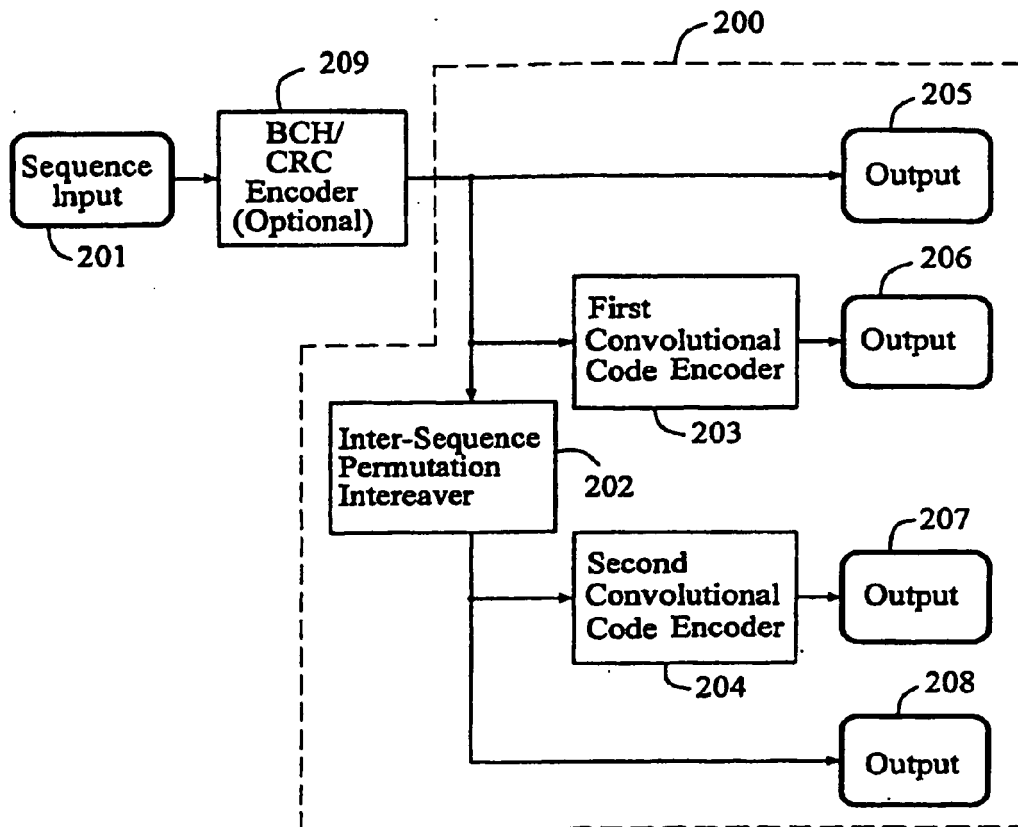 200
209
205
BCH/
CRC
Encoder
(Optional)
Sequence
Input
Output
201
206
First
Convolutional
Code Encoder
Output
203
Inter-Sequence
Permutation
Intereaver
202
207
Second
Convolutional
Code Encoder
Output
204
208
Output